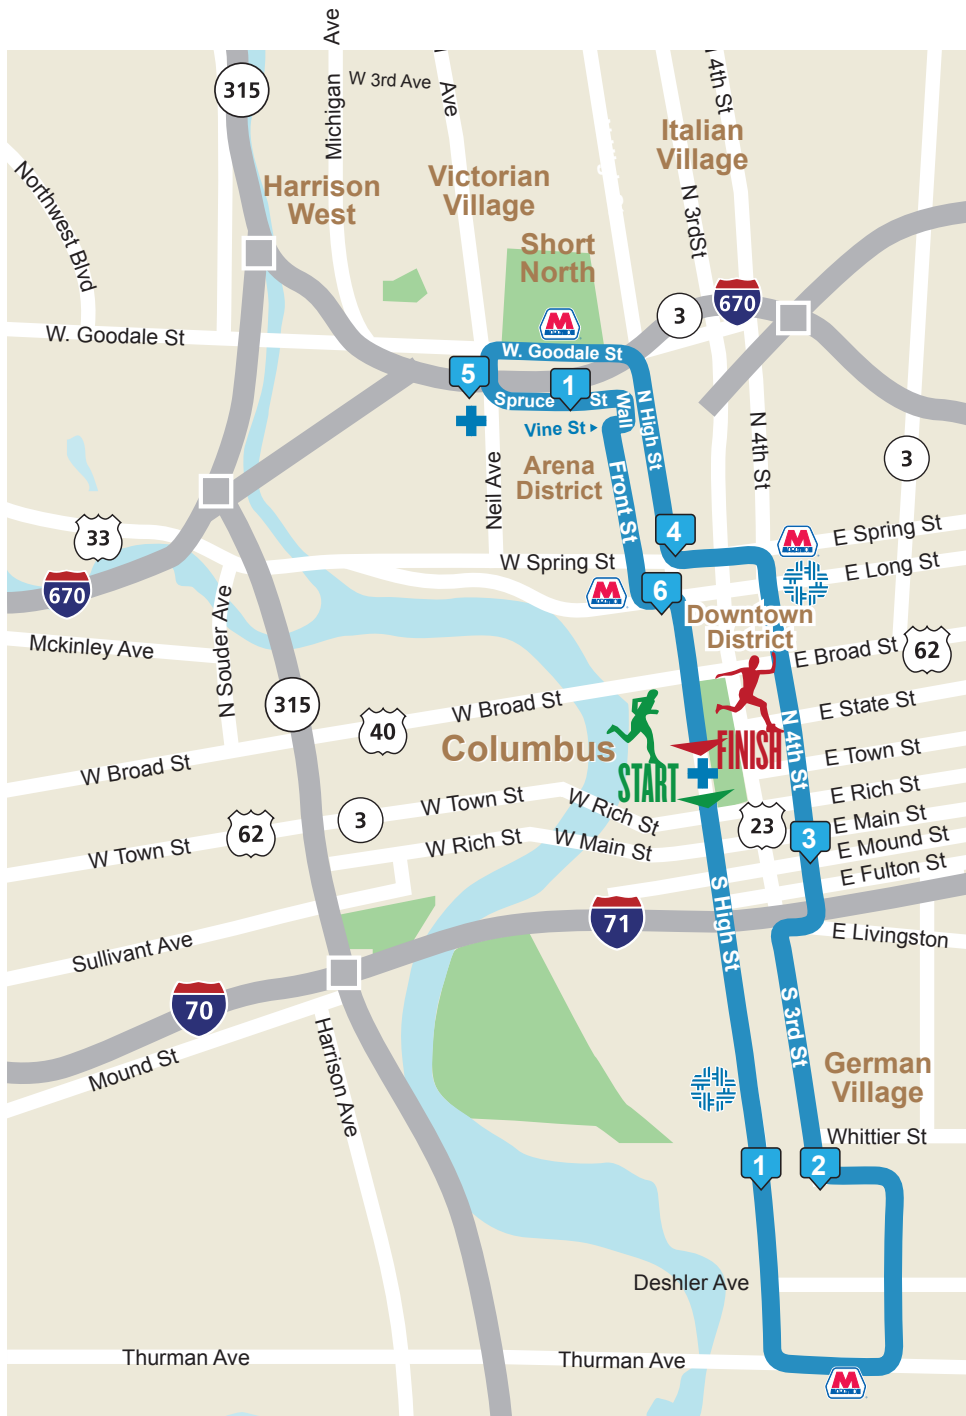 Ave
315
Michigan
W 3rd Ave
Ave
N 4th St
Italian
Village
Northwest Blvd
Harrison
West
Victorian
Village
N 3rdSt
Short
North
670
3
W. Goodale St
M
W. Goodale St
5
1
Spruce St
Wall
N High St
Vine St
Front St
Arena
District
Neil Ave
N 4th St
3
33
W Spring St
4
M
E Spring St
E Long St
670
M
6
Downtown
District
N Souder Ave
Mckinley Ave
E Broad St
62
315
40
W Broad St
W Broad St
Columbus
START
FINISH
N 4th St
E State St
E Town St
E Rich St
E Main St
E Mound St
E Fulton St
W Town St
W Rich St
62
3
23
3
W Town St
W Rich St
W Main St
S High St
71
E Livingston
Sullivant Ave
70
Mound St
Harrison Ave
S 3rd St
German
Village
Whittier St
1
2
Deshler Ave
Thurman Ave
Thurman Ave
M